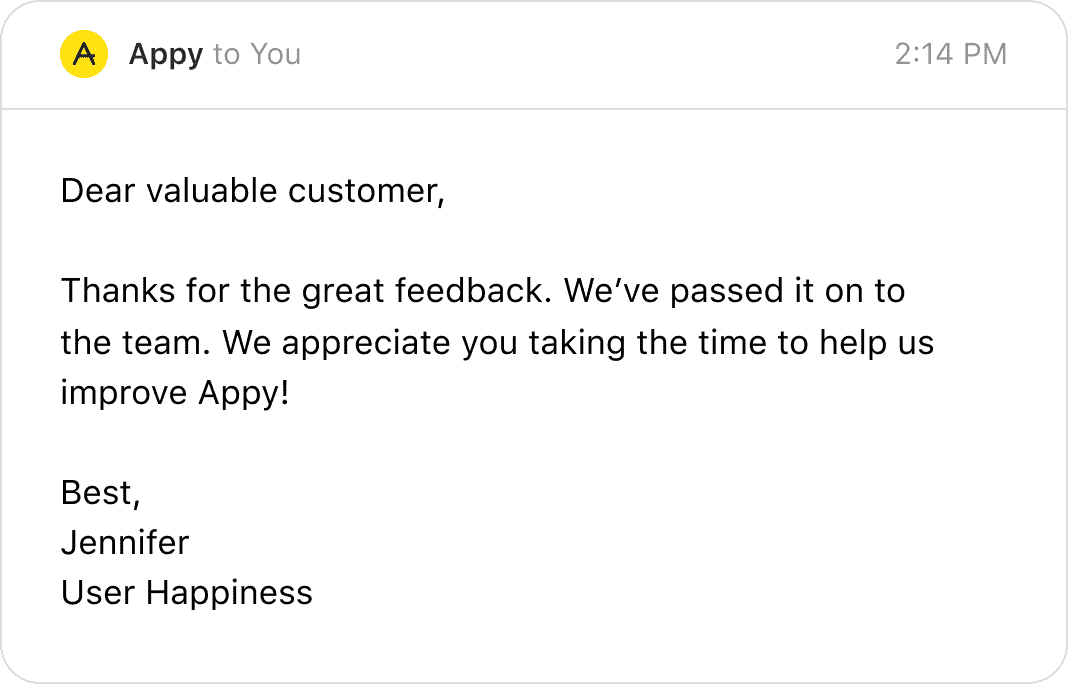 Appy to You
2:14 PM
Dear valuable customer,
Thanks for the great feedback. We’ve passed it on to
the team. We appreciate you taking the time to help us
improve Appy!
Best,
Jennifer
User Happiness